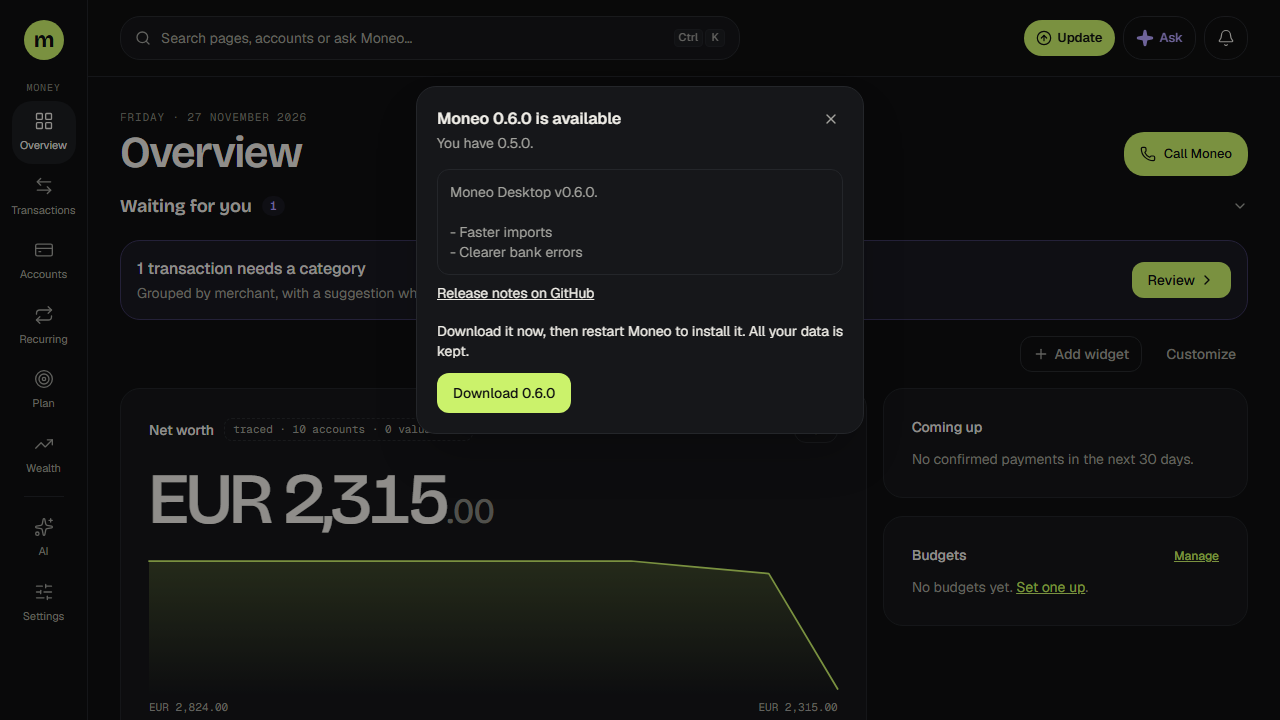 m
Search pages, accounts or ask Moneo...
Ctrl K
Update
Ask
MONEY
Overview
Transactions
Accounts
Recurring
Plan
Wealth
AI
Settings
FRIDAY · 27 NOVEMBER 2026
Overview
Call Moneo
Waiting for you 1
1 transaction needs a category
Grouped by merchant, with a suggestion
Review
Moneo 0.6.0 is available
You have 0.5.0.
Moneo Desktop v0.6.0.
- Faster imports
- Clearer bank errors
Release notes on GitHub
Download it now, then restart Moneo to install it. All your data is
kept.
Download 0.6.0
Add widget
Customize
Net worth
traced · 10 accounts · 0
EUR 2,315.00
EUR 2,824.00
EUR 2,315.00
Coming up
No confirmed payments in the next 30 days.
Budgets
Manage
No budgets yet. Set one up.